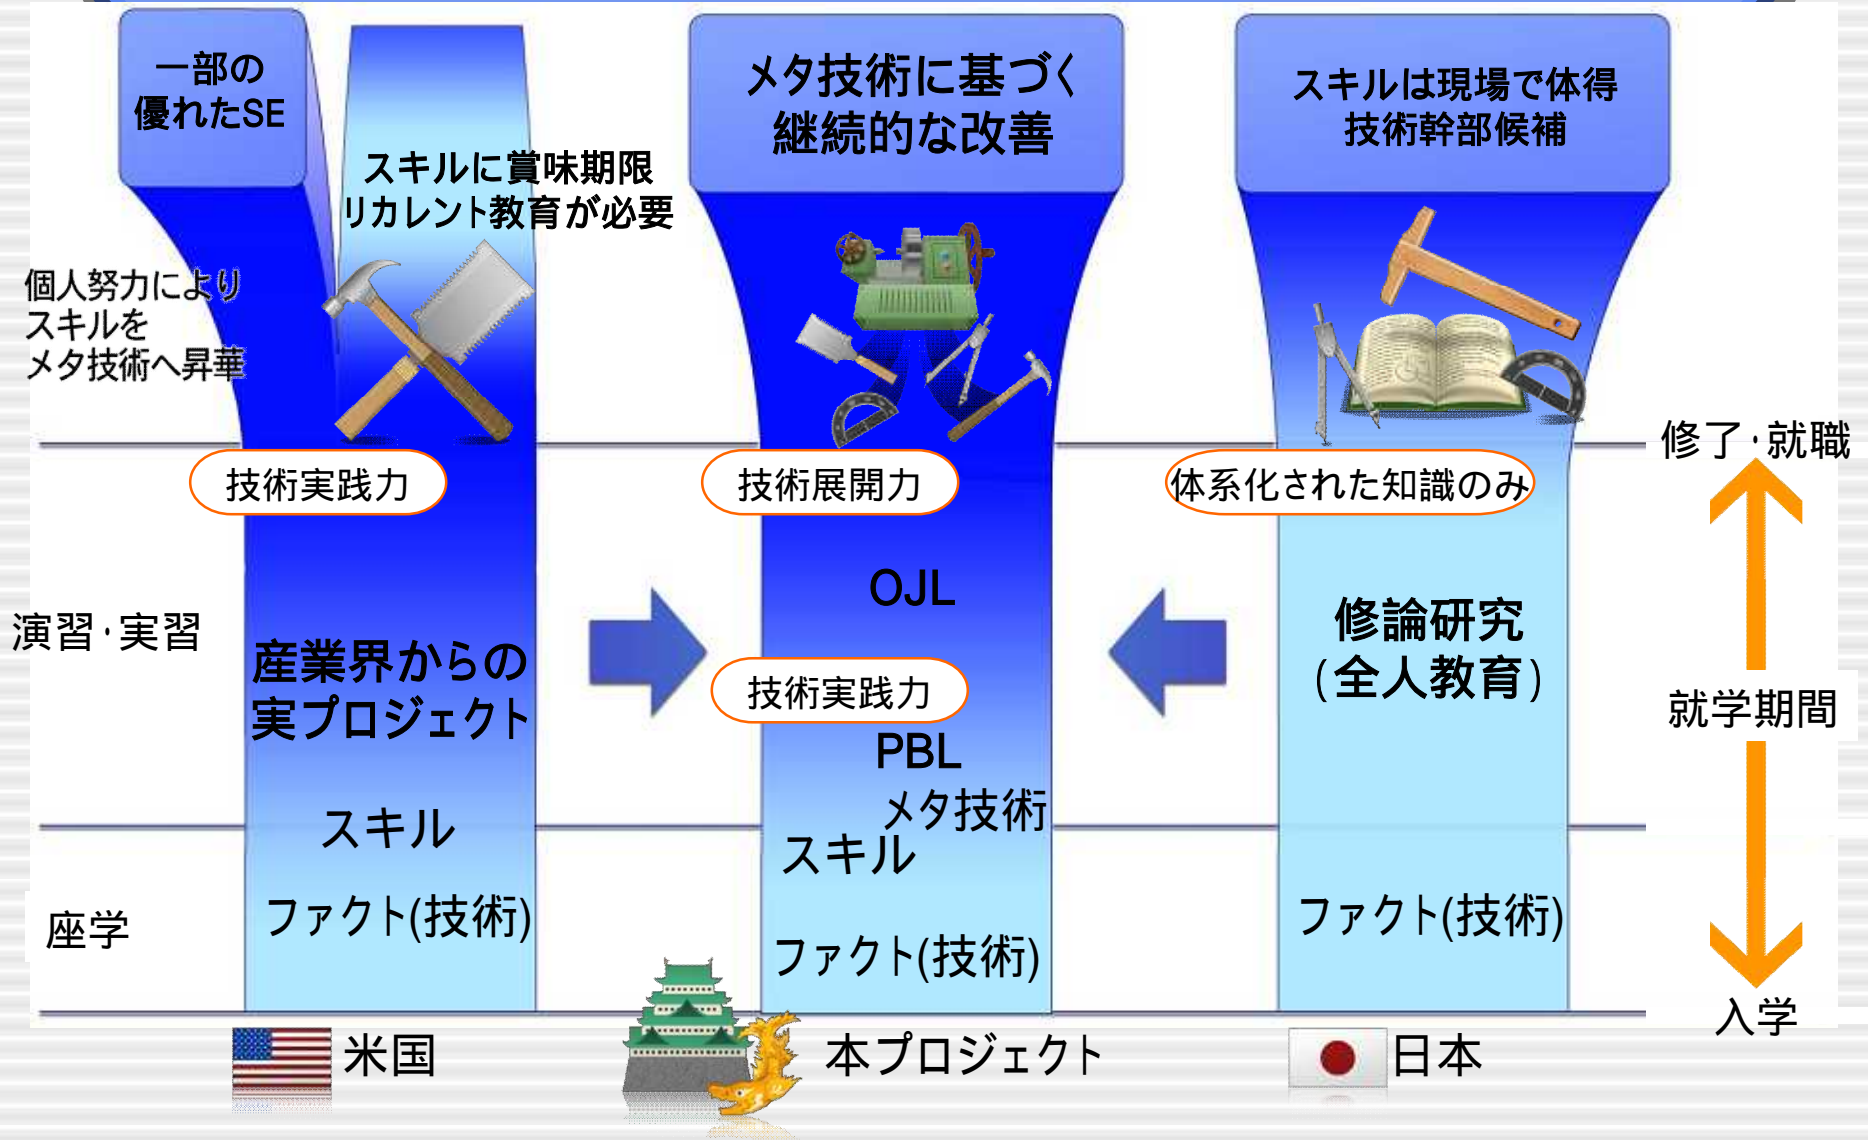 一部の
優れたSE
スキルに賞味期限
リカレント教育が必要
個人努力により
スキルを
メタ技術へ昇華
メタ技術に基づく
継続的な改善
スキルは現場で体得
技術幹部候補
技術実践力
技術展開力
体系化された知識のみ
修了・就職
演習・実習
産業界からの
実プロジェクト
OJL
技術実践力
PBL
修論研究
(全人教育)
就学期間
スキル
メタ技術
スキル
座学
ファクト(技術)
ファクト(技術)
ファクト(技術)
入学
米国
本プロジェクト
日本